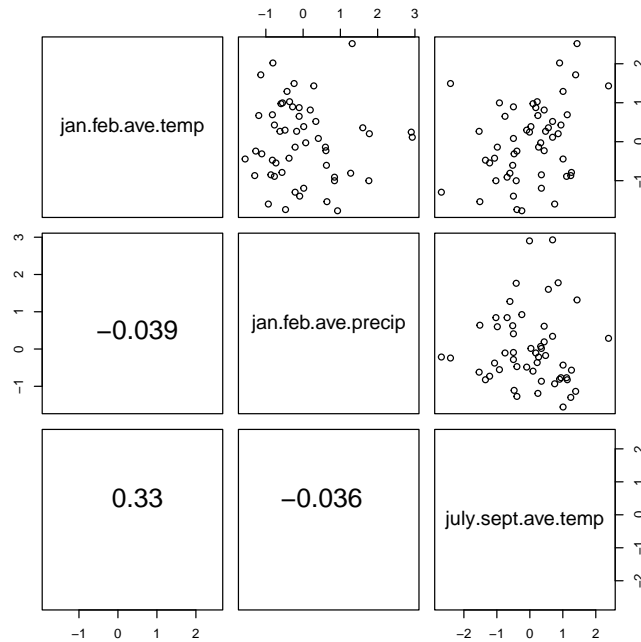 −1 0 1 2 3
jan.feb.ave.temp
−1 0 1 2
−1 0 1 2 3
−0.039
jan.feb.ave.precip
0.33
−0.036
july.sept.ave.temp
−2 −1 0 1 2
−1 0 1 2
−2 −1 0 1 2